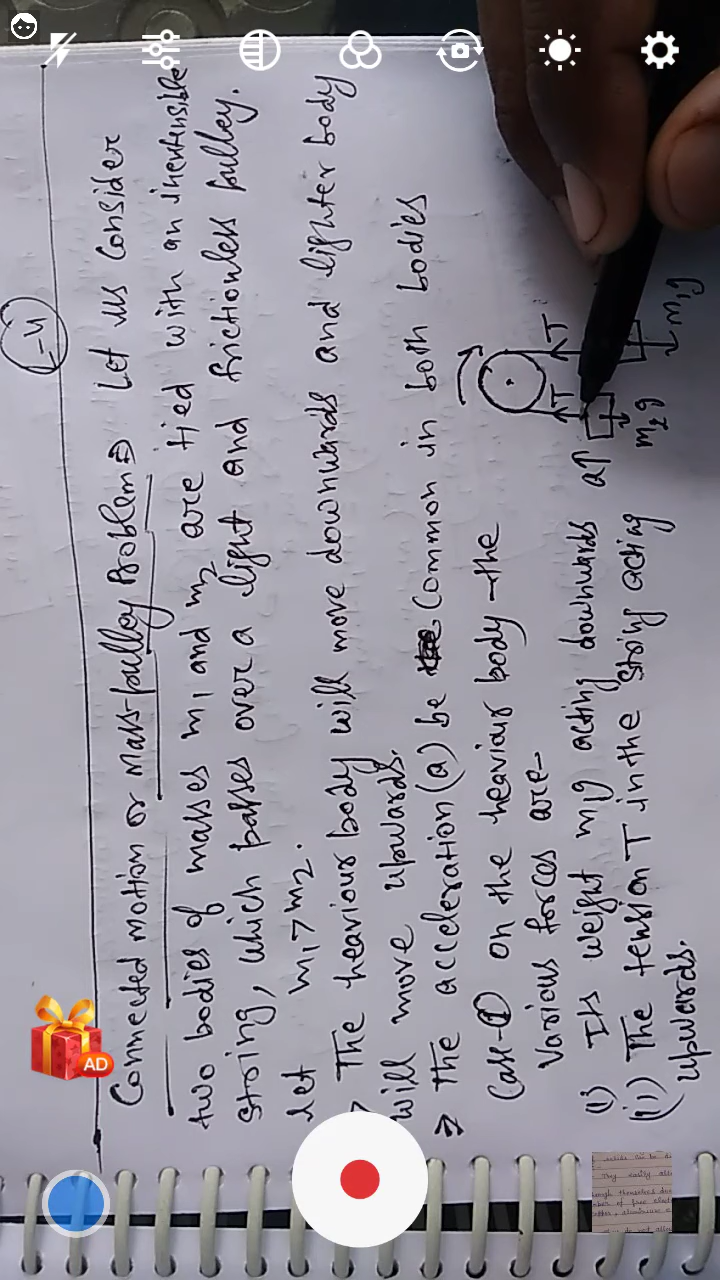 -4
Connected motion or Mass-pulley Problem ⇒ Let us Consider
two bodies of masses m1 and m2 are tied with an inextensible
string, which passes over a light and frictionless pulley.
let m1 > m2.
⇒ The heaviour body will move downwards and lighter body
will move upwards.
⇒ The acceleration (a) be Common in both bodies
Case-① on the heaviour body the
various forces are-
(i) Its weight m1g acting downwards
(ii) The tension T in the string acting
upwards.
T T
a↑
m2g m1g
AD